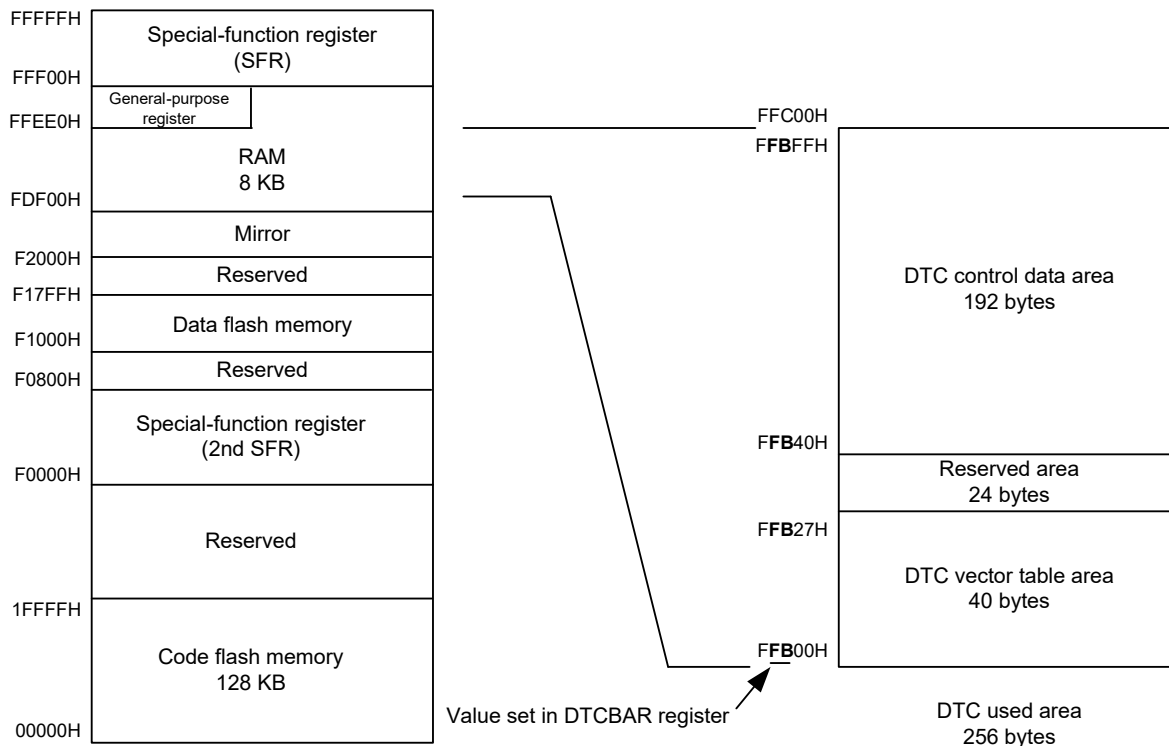 FFFFFH
Special-function register
(SFR)
FFF00H
General-purpose
register
FFEE0H
RAM
8 KB
FDF00H
Mirror
F2000H
Reserved
F17FFH
Data flash memory
F1000H
Reserved
F0800H
Special-function register
(2nd SFR)
F0000H
Reserved
1FFFFH
Code flash memory
128 KB
00000H
FFC00H
FFBFFH
DTC control data area
192 bytes
FFB40H
Reserved area
24 bytes
FFB27H
DTC vector table area
40 bytes
FFB00H
Value set in DTCBAR register
DTC used area
256 bytes